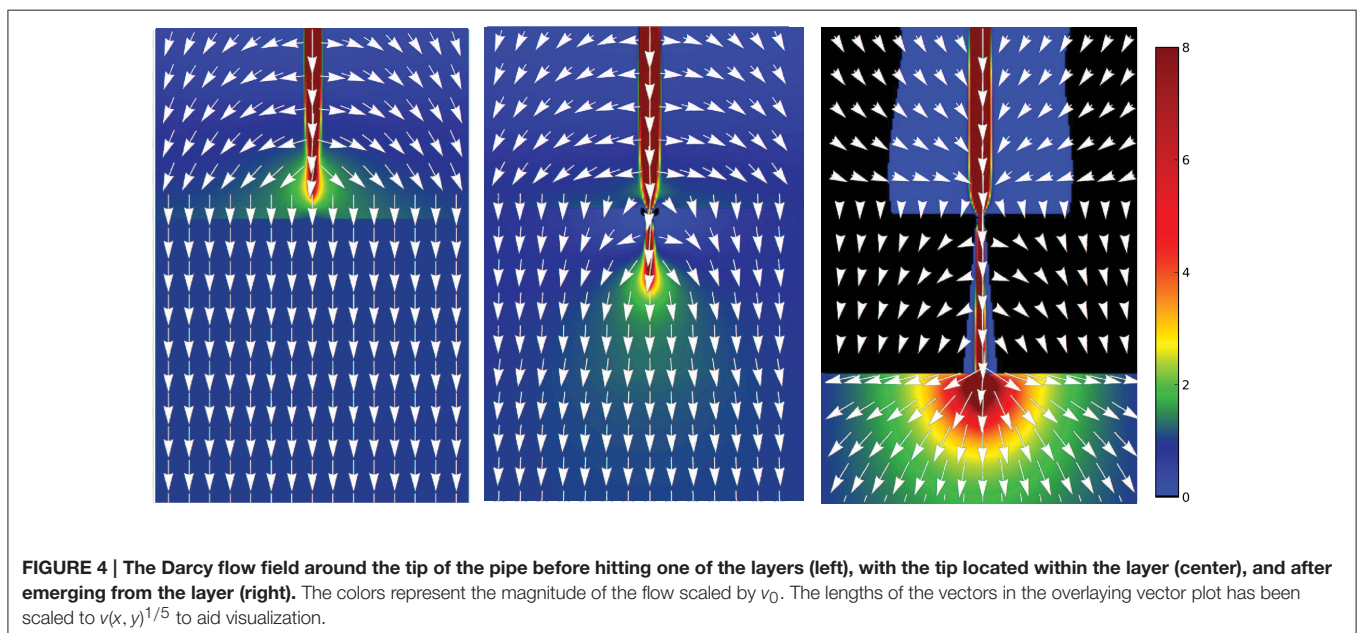 8
6
4
2
0
FIGURE 4 | The Darcy flow field around the tip of the pipe before hitting one of the layers (left), with the tip located within the layer (center), and after
emerging from the layer (right). The colors represent the magnitude of the flow scaled by v0. The lengths of the vectors in the overlaying vector plot has been
scaled to v(x, y)^1/5 to aid visualization.